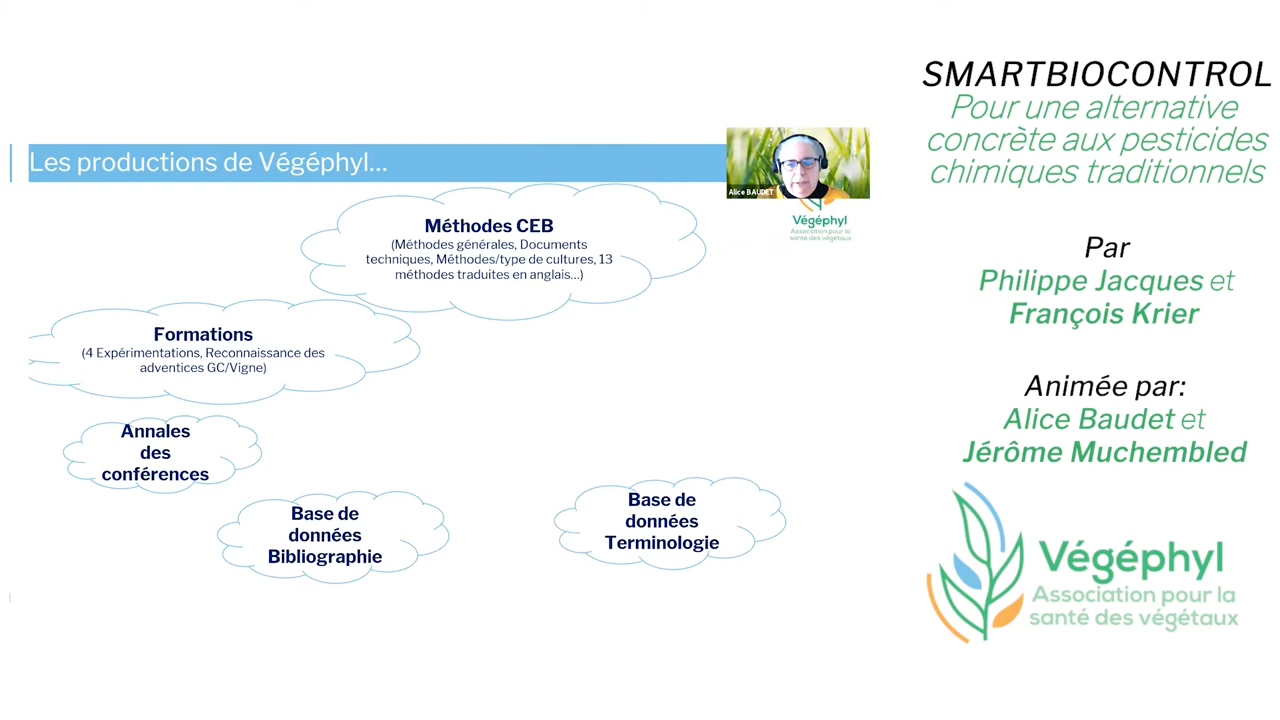 Les productions de Végéphyl...
Alice BAUDET
Végéphyl
Association pour la
santé des végétaux
Méthodes CEB
(Méthodes générales, Documents
techniques, Méthodes/type de cultures, 13
méthodes traduites en anglais...)
Formations
(4 Expérimentations, Reconnaissance des
adventices GC/Vigne)
Annales
des
conférences
Base de
données
Bibliographie
Base de
données
Terminologie
SMARTBIOCONTROL
Pour une alternative
concrète aux pesticides
chimiques traditionnels
Par
Philippe Jacques et
François Krier
Animée par:
Alice Baudet et
Jérôme Muchembled
Végéphyl
Association pour la
santé des végétaux